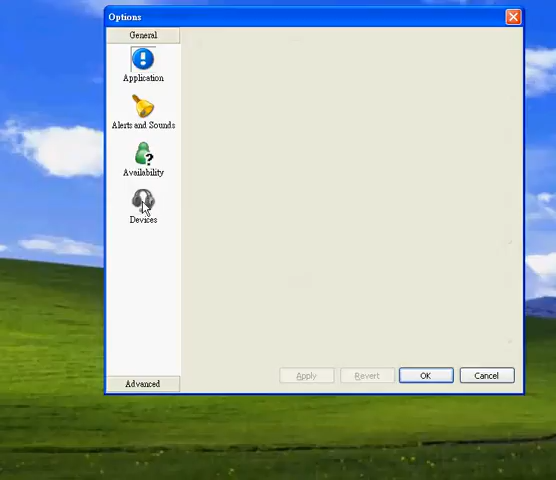 Options
General
Application
Alerts and Sounds
Availability
Devices
Advanced
Apply
Revert
OK
Cancel